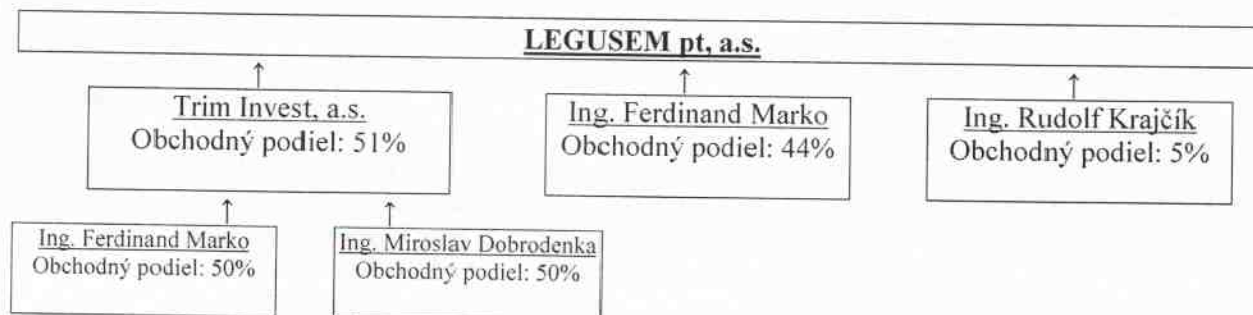 LEGUSEM pt, a.s.
Trim Invest, a.s.
Obchodný podiel: 51%
Ing. Ferdinand Marko
Obchodný podiel: 44%
Ing. Rudolf Krajčík
Obchodný podiel: 5%
Ing. Ferdinand Marko
Obchodný podiel: 50%
Ing. Miroslav Dobrodenka
Obchodný podiel: 50%